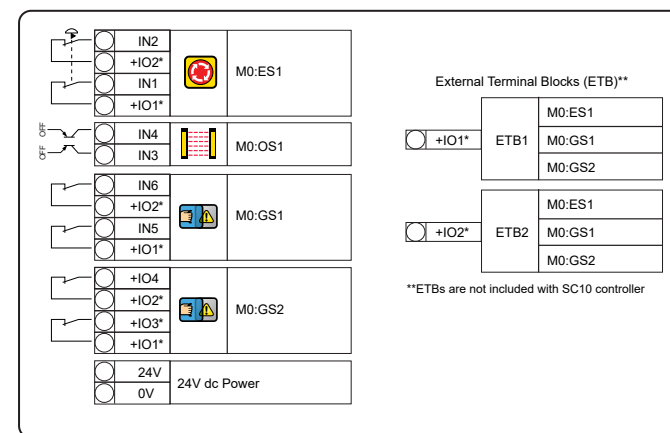 IN2
+IO2*
IN1
+IO1*
M0:ES1
OFF
OFF
IN4
IN3
M0:OS1
IN6
+IO2*
IN5
+IO1*
M0:GS1
+IO4
+IO2*
+IO3*
+IO1*
M0:GS2
24V
0V
24V dc Power
External Terminal Blocks (ETB)**
+IO1*
ETB1
M0:ES1
M0:GS1
M0:GS2
+IO2*
ETB2
M0:ES1
M0:GS1
M0:GS2
**ETBs are not included with SC10 controller